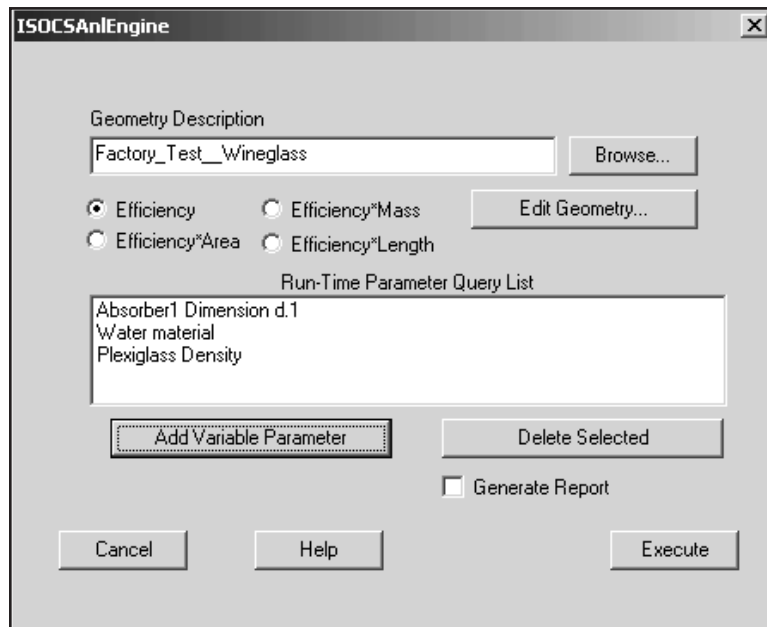 ISOCSAnlEngine
Geometry Description
Factory_Test__Wineglass
Browse...
Efficiency
Efficiency*Mass
Edit Geometry...
Efficiency*Area
Efficiency*Length
Run-Time Parameter Query List
Absorber1 Dimension d.1
Water material
Plexiglass Density
Add Variable Parameter
Delete Selected
Generate Report
Cancel
Help
Execute